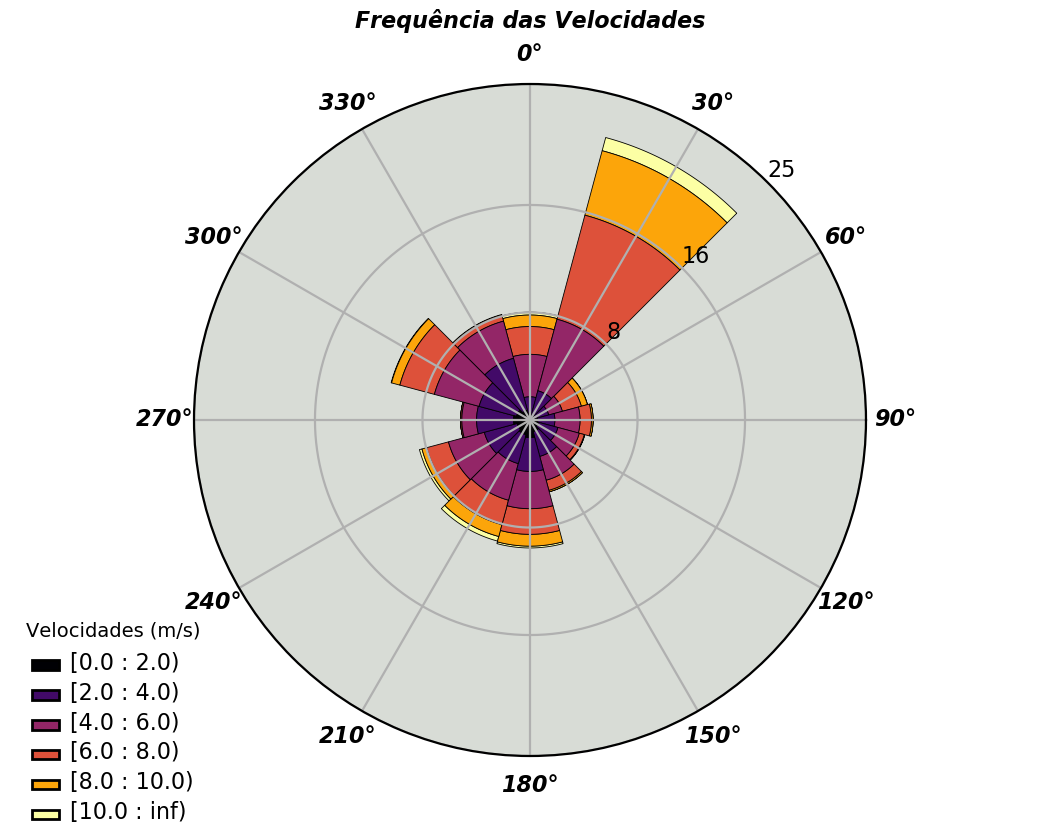 Frequência das Velocidades
0°
330°
30°
25
300°
60°
16
8
270°
90°
240°
120°
210°
150°
180°
Velocidades (m/s)
[0.0 : 2.0)
[2.0 : 4.0)
[4.0 : 6.0)
[6.0 : 8.0)
[8.0 : 10.0)
[10.0 : inf)